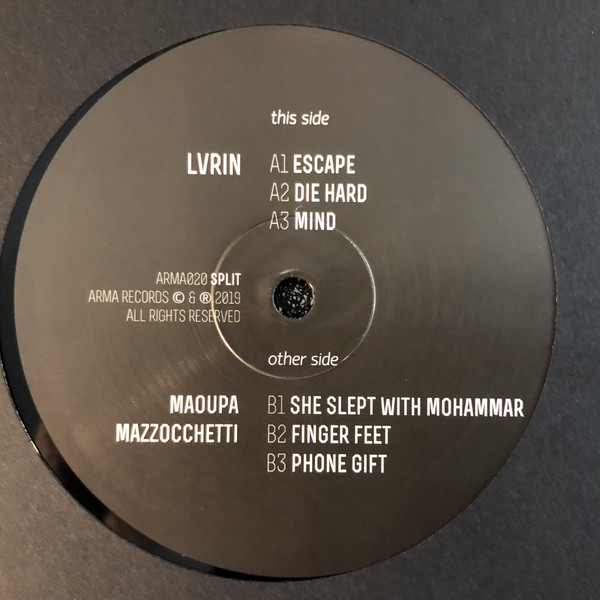 this side
LVRIN A1 ESCAPE
A2 DIE HARD
A3 MIND
ARMA020 SPLIT
ARMA RECORDS © & ® 2019
ALL RIGHTS RESERVED
other side
MAOUPA B1 SHE SLEPT WITH MOHAMMAR
MAZZOCCHETTI B2 FINGER FEET
B3 PHONE GIFT